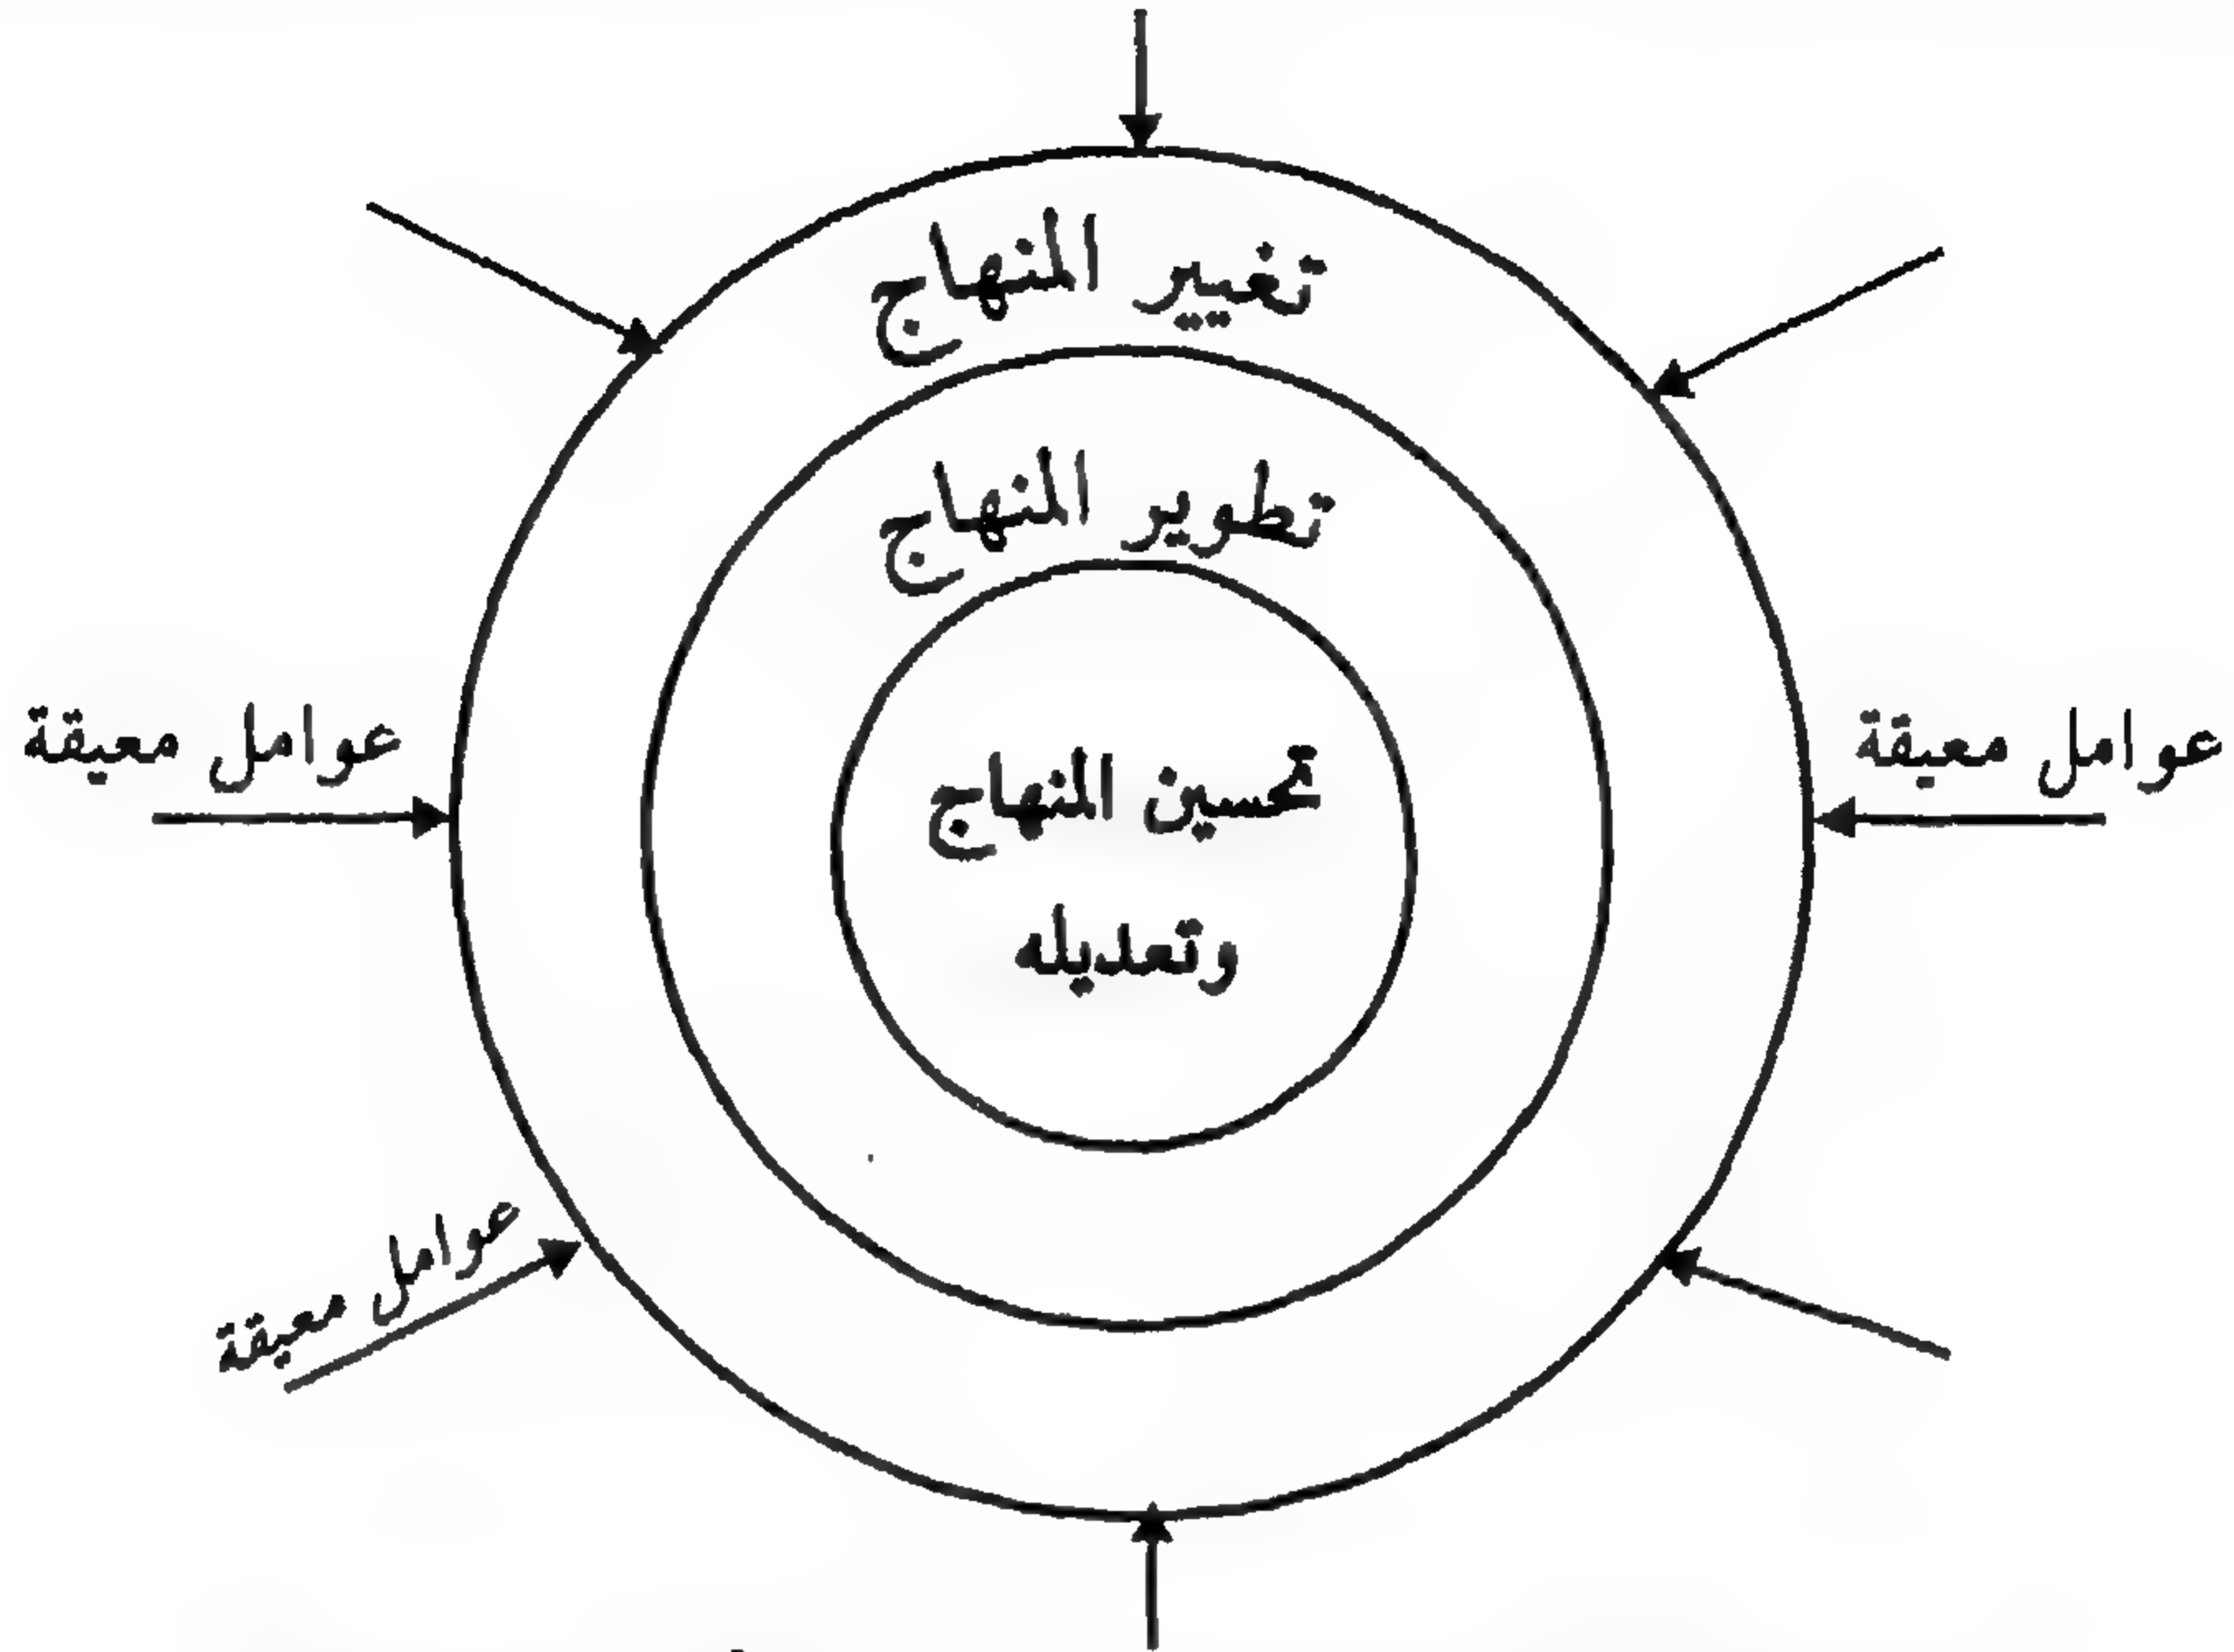 تغيير المنهاج
تطوير المنهاج
عوامل معيقة
عوامل معيقة
تحسين المنهاج
وتعديله
عوامل معيقة